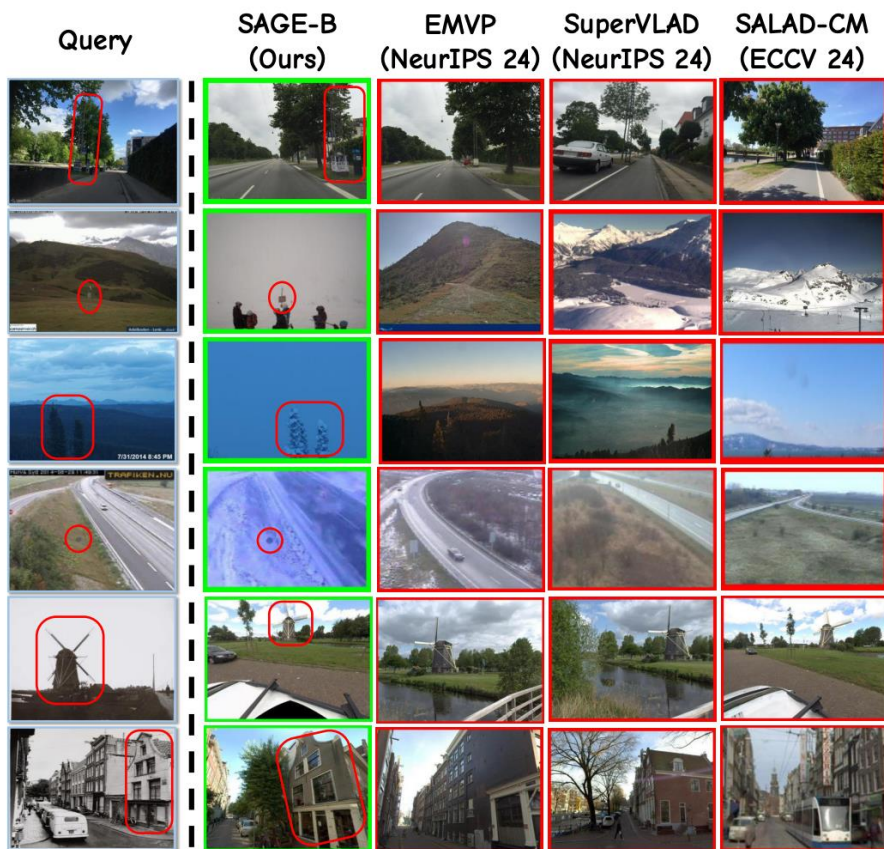 Query
SAGE-B
(Ours)
EMVP
(NeurIPS 24)
SuperVLAD
(NeurIPS 24)
SALAD-CM
(ECCV 24)
7/31/2014 8:45 PM
TRAFIKEN.NU